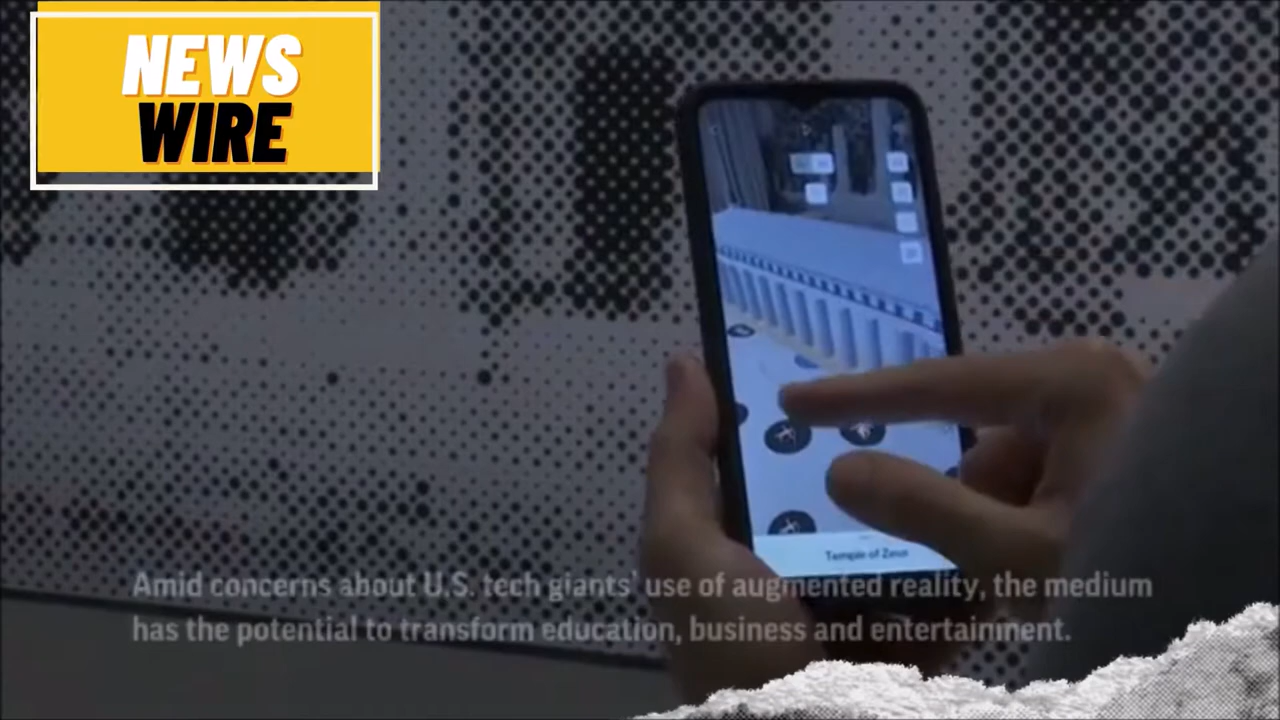 NEWS
WIRE
Temple of Zeus
Amid concerns about U.S. tech giants' use of augmented reality, the medium
has the potential to transform education, business and entertainment.